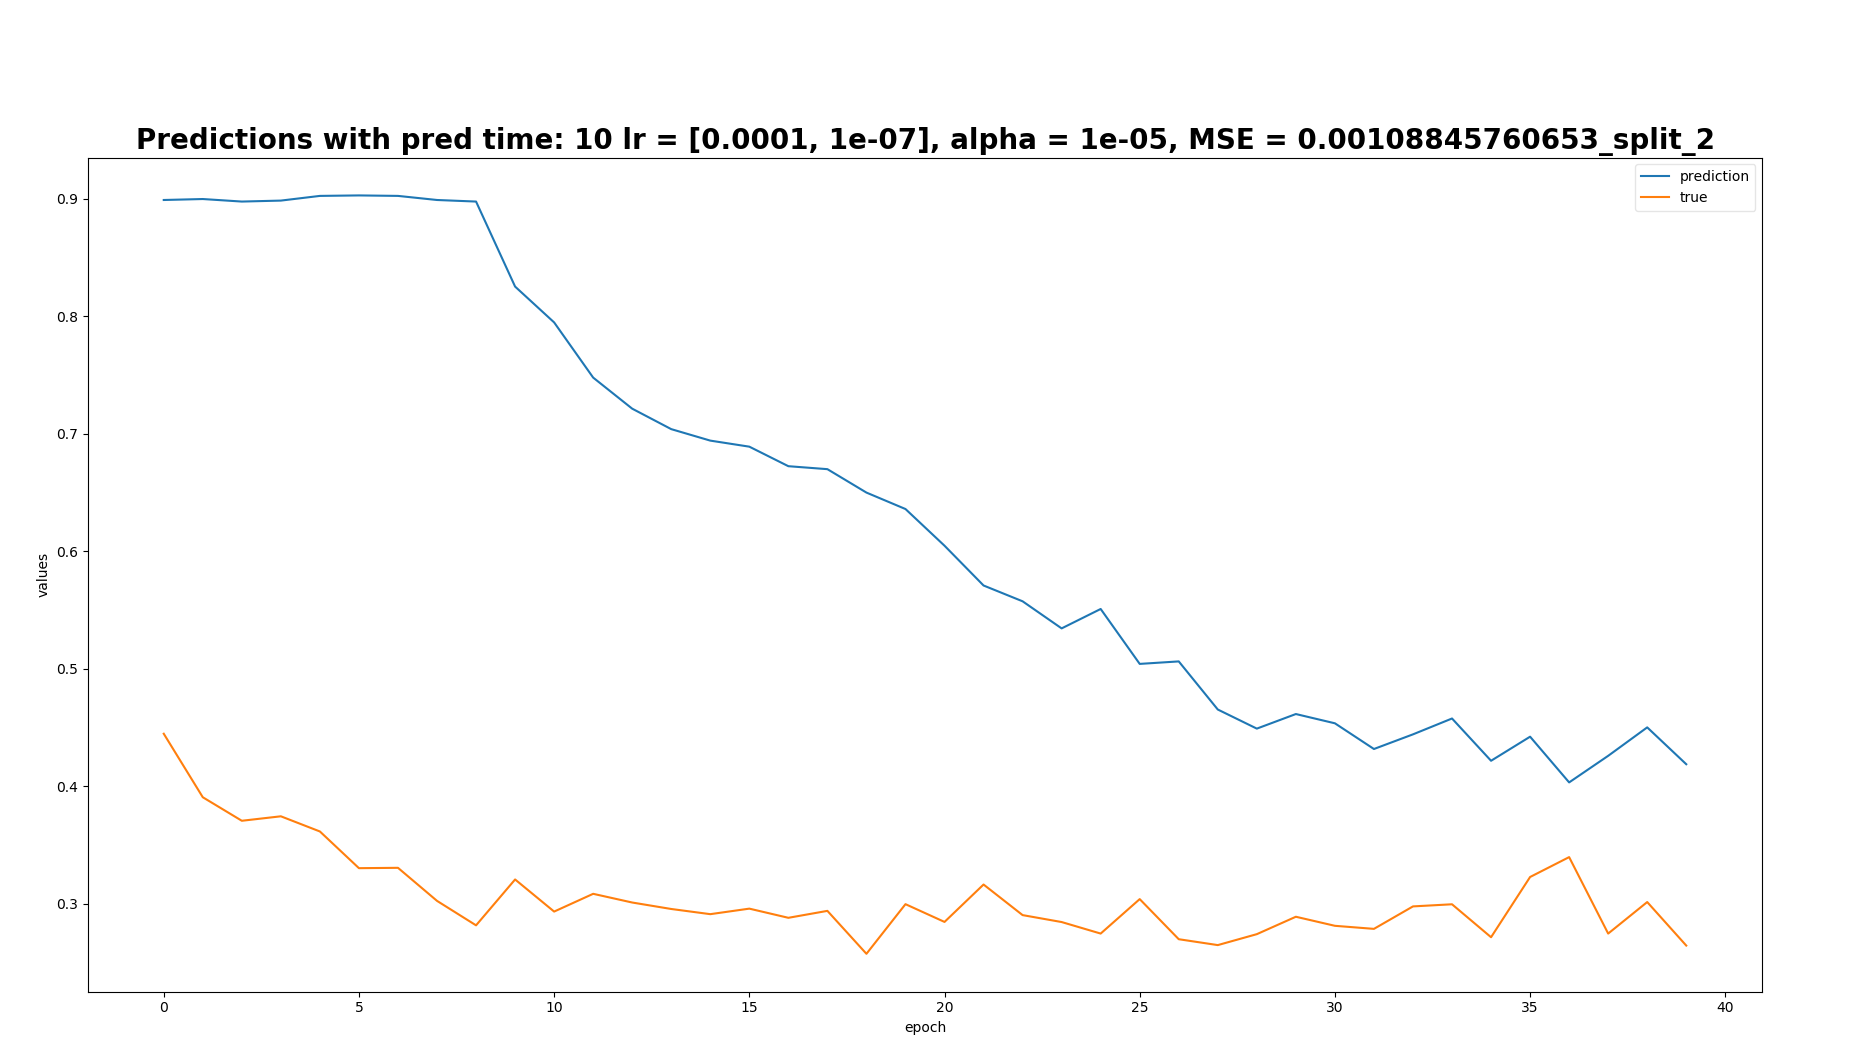 Predictions with pred time: 10 lr = [0.0001, 1e-07], alpha = 1e-05, MSE = 0.00108845760653_split_2
prediction
true
values
0.9
0.8
0.7
0.6
0.5
0.4
0.3
0 5 10 15 20 25 30 35 40
epoch